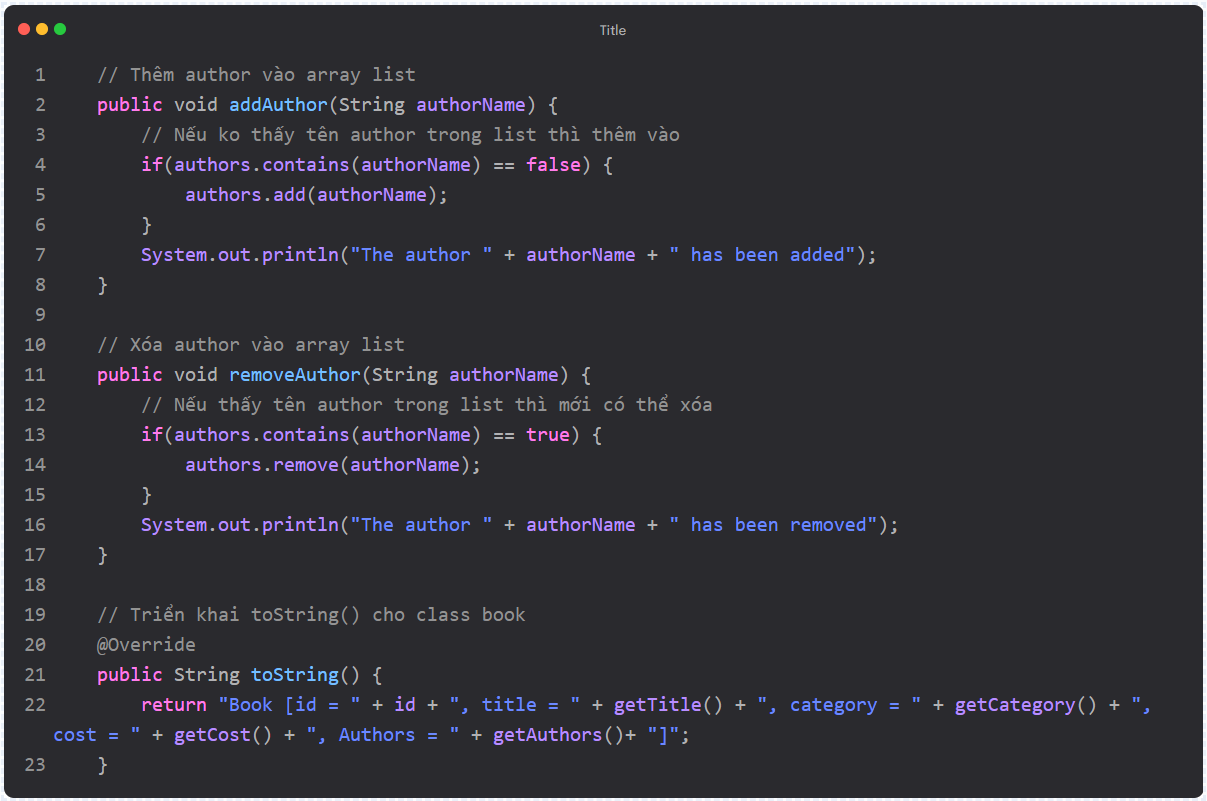 Title
1 // Thêm author vào array list
2 public void addAuthor(String authorName) {
3 // Nếu ko thấy tên author trong list thì thêm vào
4 if(authors.contains(authorName) == false) {
5 authors.add(authorName);
6 }
7 System.out.println("The author " + authorName + " has been added");
8 }
9
10 // Xóa author vào array list
11 public void removeAuthor(String authorName) {
12 // Nếu thấy tên author trong list thì mới có thể xóa
13 if(authors.contains(authorName) == true) {
14 authors.remove(authorName);
15 }
16 System.out.println("The author " + authorName + " has been removed");
17 }
18
19 // Triển khai toString() cho class book
20 @Override
21 public String toString() {
22 return "Book [id = " + id + ", title = " + getTitle() + ", category = " + getCategory() + ",
cost = " + getCost() + ", Authors = " + getAuthors()+ "]";
23 }